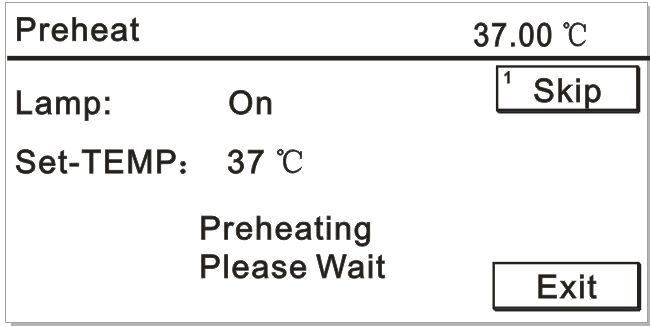 Preheat 37.00 ℃
Lamp: On 1 Skip
Set-TEMP： 37 ℃
Preheating
Please Wait
Exit